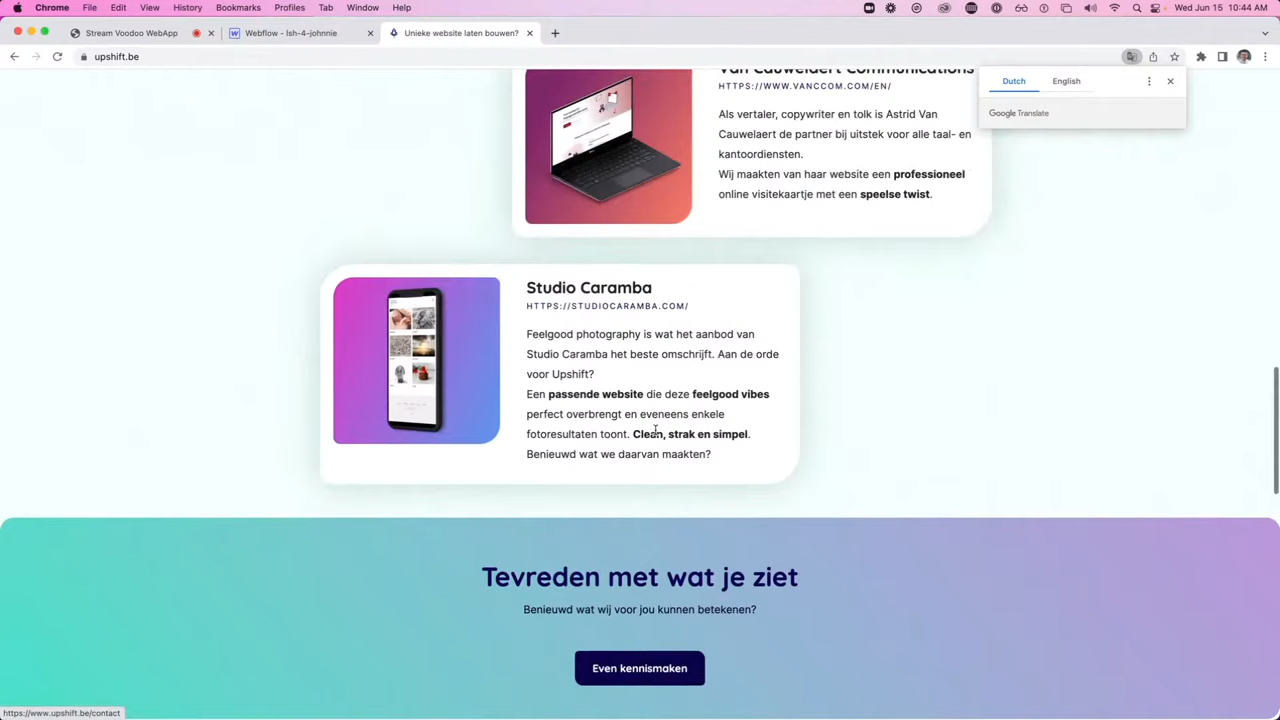 Chrome File Edit View History Bookmarks Profiles Tab Window Help Wed Jun 15 10:44 AM
Stream Voodoo WebApp Webflow - lsh-4-johnnie Unieke website laten bouwen?
upshift.be
Dutch English
Google Translate
Van Cauwelaert Communications
HTTPS://WWW.VANCCOM.COM/EN/
Als vertaler, copywriter en tolk is Astrid Van
Cauwelaert de partner bij uitstek voor alle taal- en
kantoordiensten.
Wij maakten van haar website een professioneel
online visitekaartje met een speelse twist.
Studio Caramba
HTTPS://STUDIOCARAMBA.COM/
Feelgood photography is wat het aanbod van
Studio Caramba het beste omschrijft. Aan de orde
voor Upshift?
Een passende website die deze feelgood vibes
perfect overbrengt en eveneens enkele
fotoresultaten toont. Clean, strak en simpel.
Benieuwd wat we daarvan maakten?
Tevreden met wat je ziet
Benieuwd wat wij voor jou kunnen betekenen?
Even kennismaken
https://www.upshift.be/contact